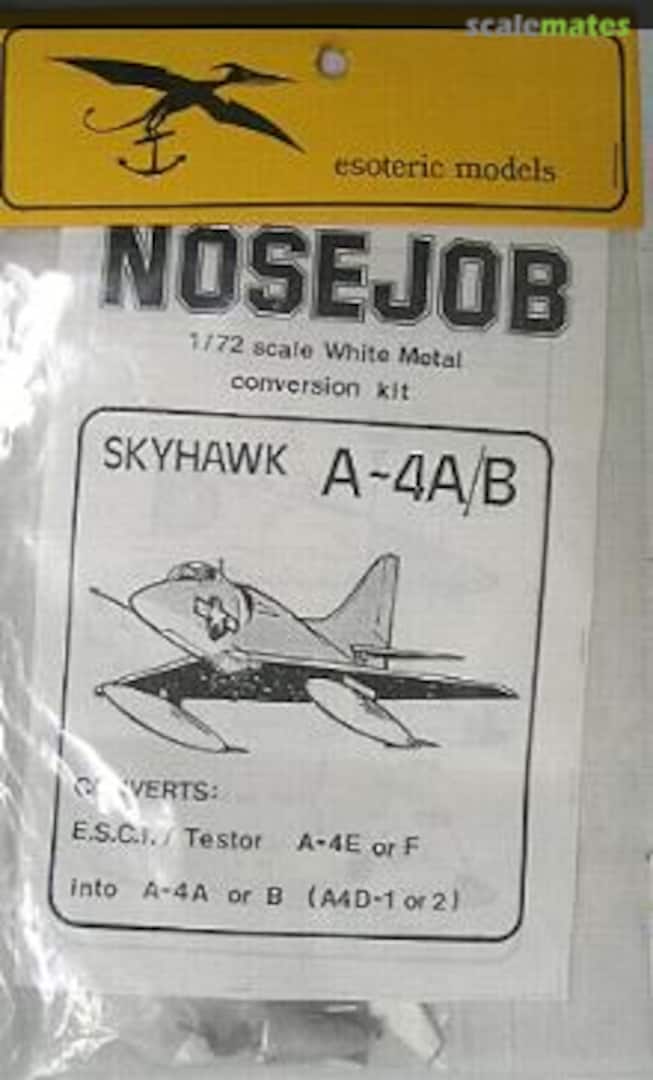 scalemates
esoteric models
NOSEJOB
1/72 scale White Metal
conversion kit
SKYHAWK A-4A/B
VERTS:
E.S.C.I. / Testor A-4E or F
into A-4A or B (A4D-1 or 2)